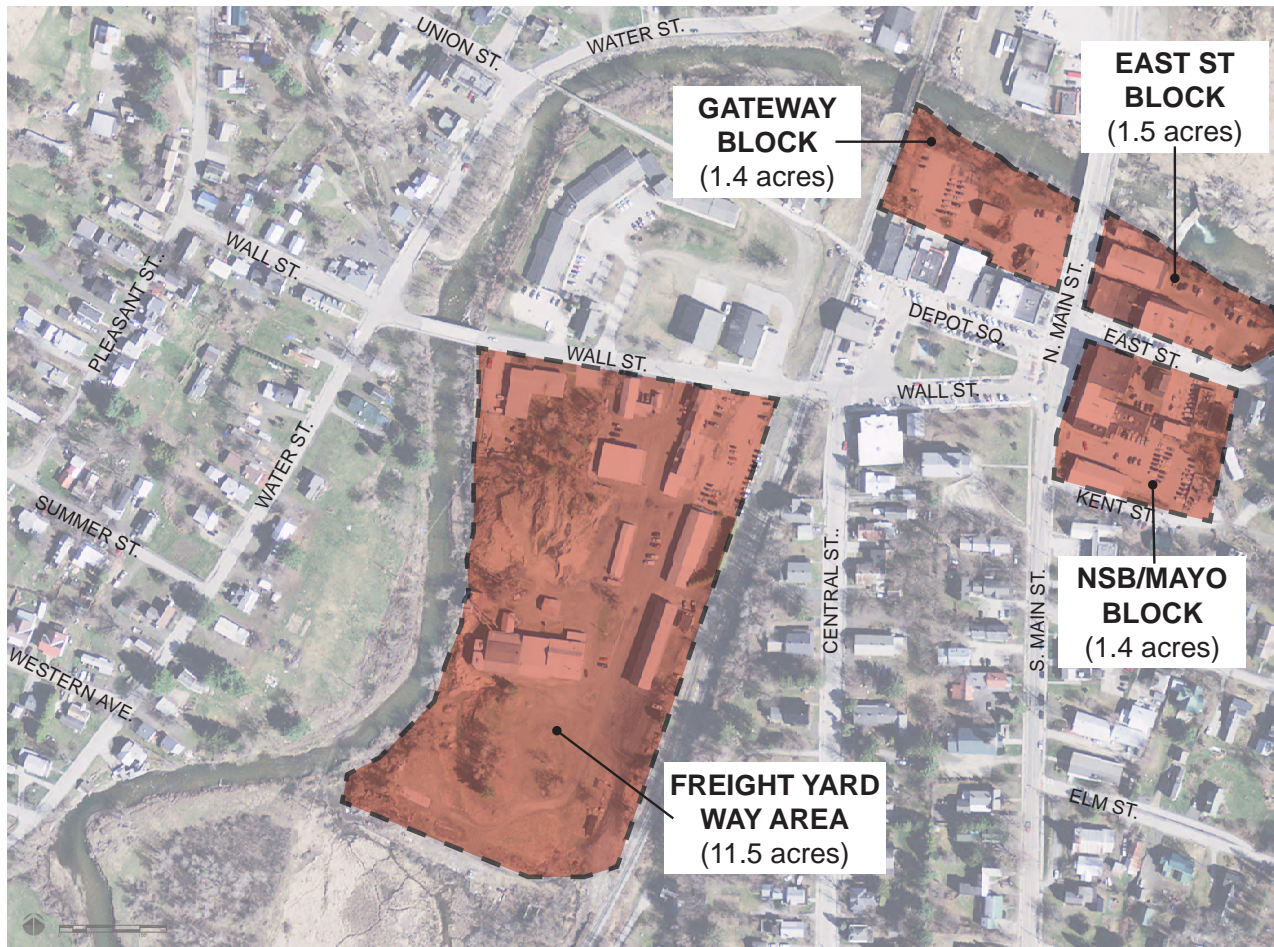 UNION ST.
WATER ST.
EAST ST
BLOCK
(1.5 acres)
GATEWAY
BLOCK
(1.4 acres)
WALL ST.
PLEASANT ST..
WALL ST.
DEPOT SQ.
N. MAIN ST.
EAST ST.
WALL ST.
WATER ST.
SUMMER ST.
KENT ST.
NSB/MAYO
BLOCK
(1.4 acres)
CENTRAL ST..
S. MAIN ST.
WESTERN AVE.
FREIGHT YARD
WAY AREA
(11.5 acres)
ELM ST.